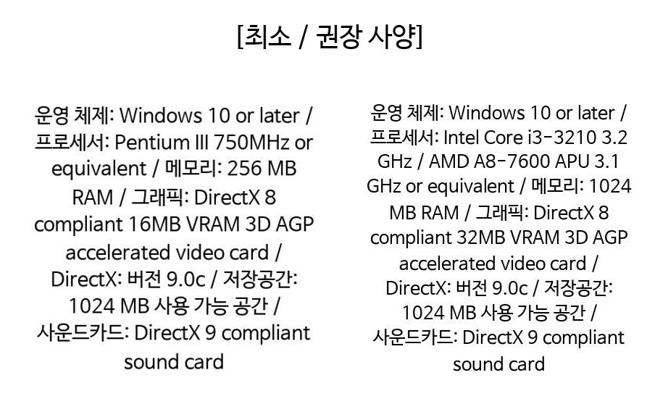 [최소 / 권장 사양]
운영 체제: Windows 10 or later /
프로세서: Pentium III 750MHz or
equivalent / 메모리: 256 MB
RAM / 그래픽: DirectX 8
compliant 16MB VRAM 3D AGP
accelerated video card /
DirectX: 버전 9.0c / 저장공간:
1024 MB 사용 가능 공간 /
사운드카드: DirectX 9 compliant
sound card
운영 체제: Windows 10 or later /
프로세서: Intel Core i3-3210 3.2
GHz / AMD A8-7600 APU 3.1
GHz or equivalent / 메모리: 1024
MB RAM / 그래픽: DirectX 8
compliant 32MB VRAM 3D AGP
accelerated video card /
DirectX: 버전 9.0c / 저장공간:
1024 MB 사용 가능 공간 /
사운드카드: DirectX 9 compliant
sound card